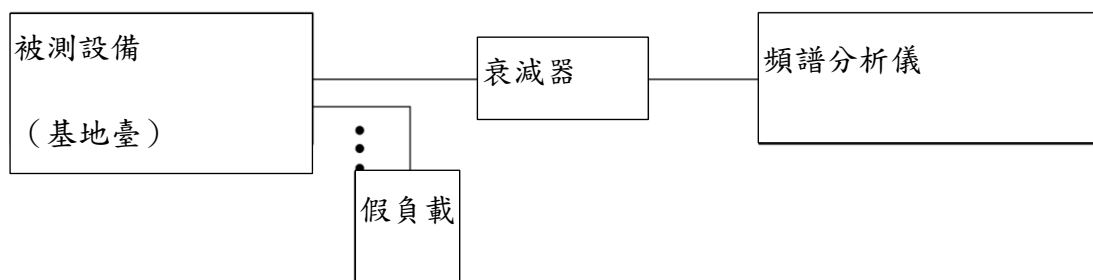 被測設備
（基地臺）
衰減器
頻譜分析儀
假負載